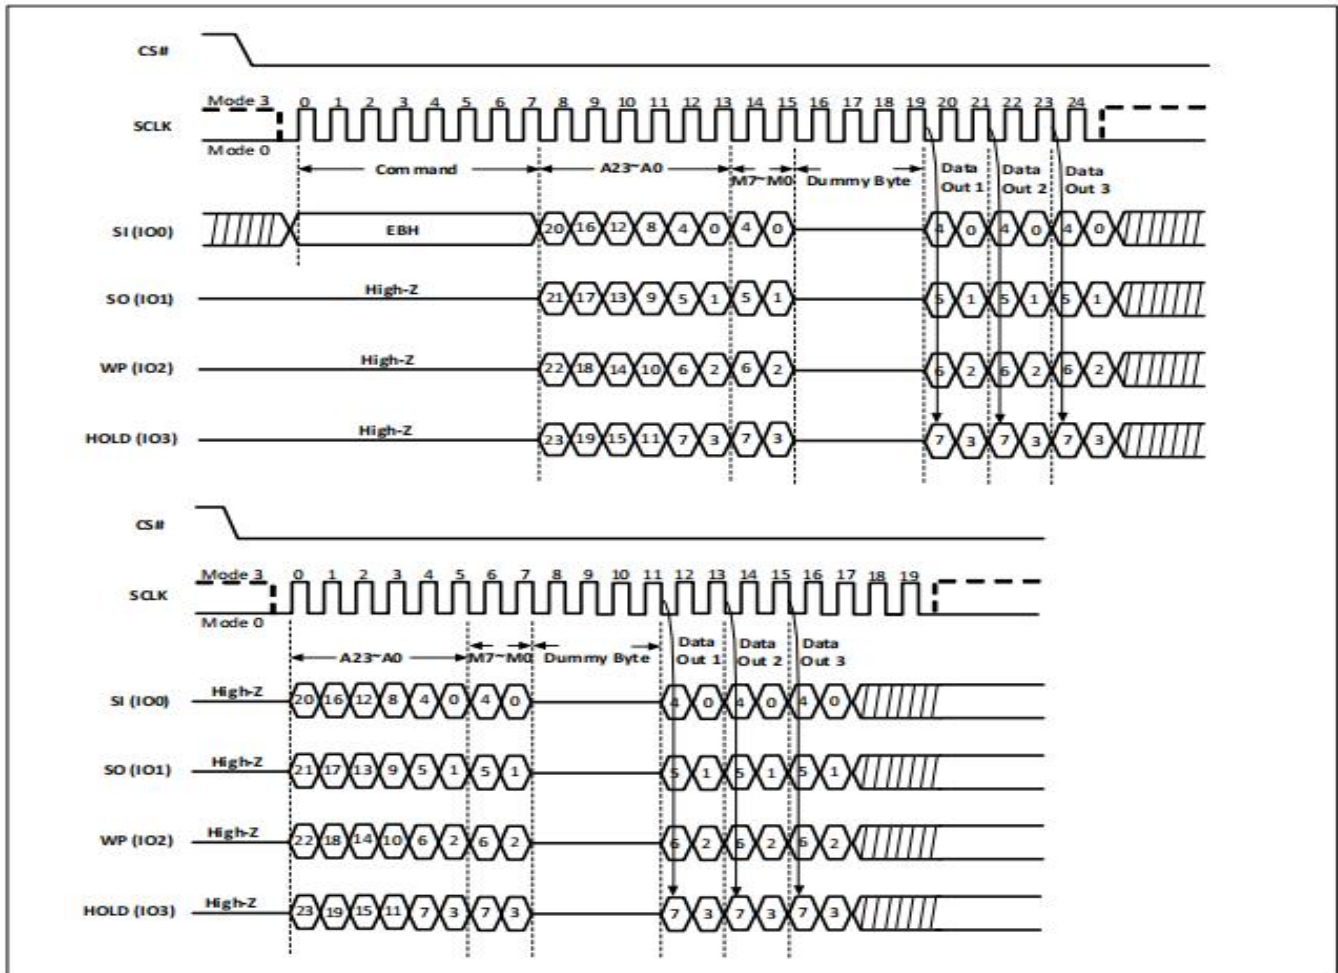 CS#
Mode 3 0 1 2 3 4 5 6 7 8 9 10 11 12 13 14 15 16 17 18 19 20 21 22 23 24
SCLK
Mode 0
Command A23~A0 M7~M0 Dummy Byte Data Out 1 Data Out 2 Data Out 3
SI (IO0) EBH 20 16 12 8 4 0 4 0 4 0 4 0 4 0
SO (IO1) High-Z 21 17 13 9 5 1 5 1 5 1 5 1 5 1
WP (IO2) High-Z 22 18 14 10 6 2 6 2 6 2 6 2 6 2
HOLD (IO3) High-Z 23 19 15 11 7 3 7 3 7 3 7 3 7 3
CS#
Mode 3 0 1 2 3 4 5 6 7 8 9 10 11 12 13 14 15 16 17 18 19
SCLK
Mode 0
A23~A0 M7~M0 Dummy Byte Data Out 1 Data Out 2 Data Out 3
SI (IO0) High-Z 20 16 12 8 4 0 4 0 4 0 4 0 4 0
SO (IO1) High-Z 21 17 13 9 5 1 5 1 5 1 5 1 5 1
WP (IO2) High-Z 22 18 14 10 6 2 6 2 6 2 6 2 6 2
HOLD (IO3) High-Z 23 19 15 11 7 3 7 3 7 3 7 3 7 3